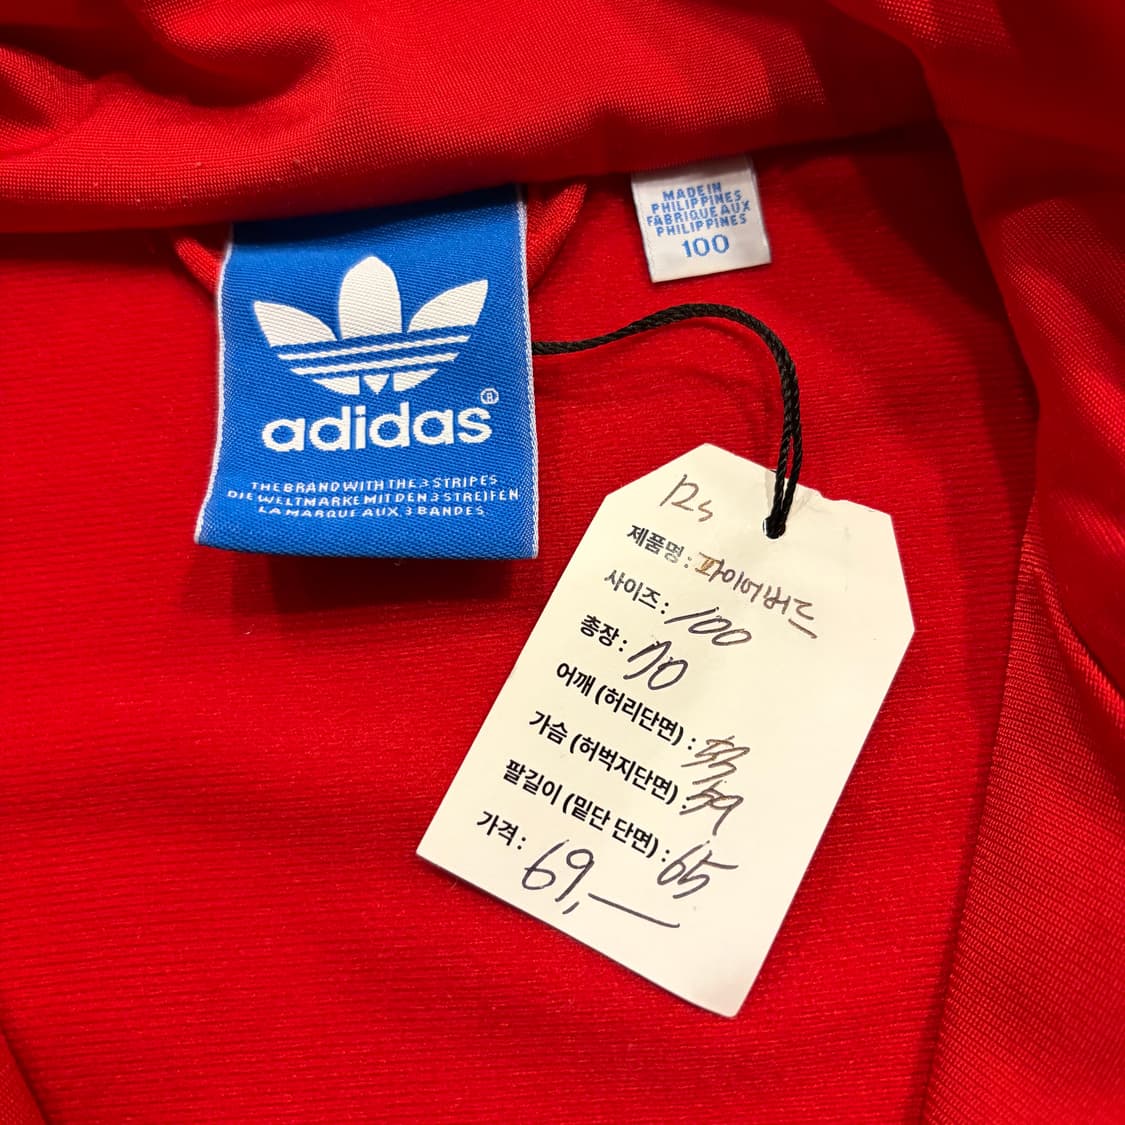 adidas®
THE BRAND WITH THE 3 STRIPES
DIE WELTMARKE MIT DEN 3 STREIFEN
LA MARQUE AUX 3 BANDES
MADE IN
PHILIPPINES
FABRIQUE AUX
PHILIPPINES
100
제품명: 파이어버드
사이즈: 100
총장: 70
어깨 (허리단면) : 53
가슴 (허벅지단면) : 59
팔길이 (밑단 단면) : 65
가격: 69,—